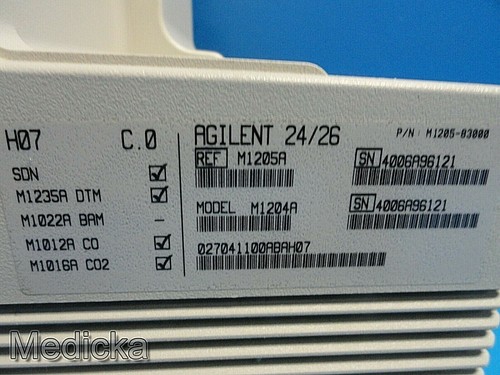 H07 C.0
SDN
M1235A DTM
M1022A BAM –
M1012A CO
M1016A CO2
AGILENT 24/26 P/N: M1205-83000
REF M1205A SN 4006A96121
MODEL M1204A SN 4006A96121
027041100ABAH07
Medicka